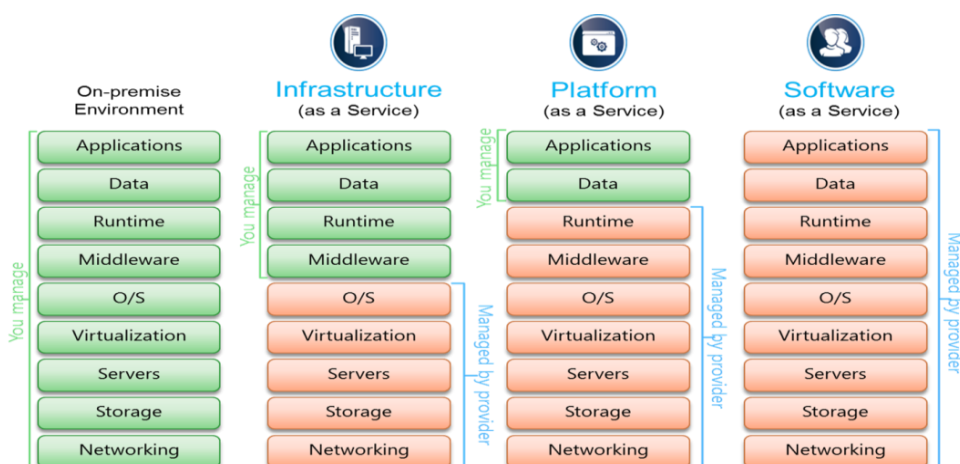 On-premise
Environment
You manage
Applications
Data
Runtime
Middleware
O/S
Virtualization
Servers
Storage
Networking
Infrastructure
(as a Service)
You manage
Applications
Data
Runtime
Middleware
O/S
Virtualization
Servers
Storage
Networking
Managed by provider
Platform
(as a Service)
You manage
Applications
Data
Runtime
Middleware
O/S
Virtualization
Servers
Storage
Networking
Managed by provider
Software
(as a Service)
Applications
Data
Runtime
Middleware
O/S
Virtualization
Servers
Storage
Networking
Managed by provider